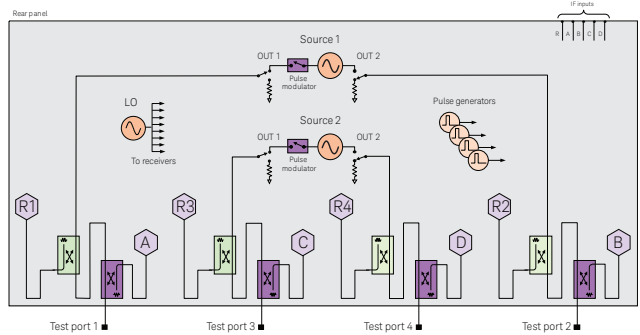 IF inputs
Rear panel
R A B C D
Source 1
OUT 1
OUT 2
Pulse
modulator
LO
To receivers
Pulse generators
Source 2
OUT 1
OUT 2
Pulse
modulator
R1
R3
R4
R2
A
C
D
B
Test port 1
Test port 3
Test port 4
Test port 2